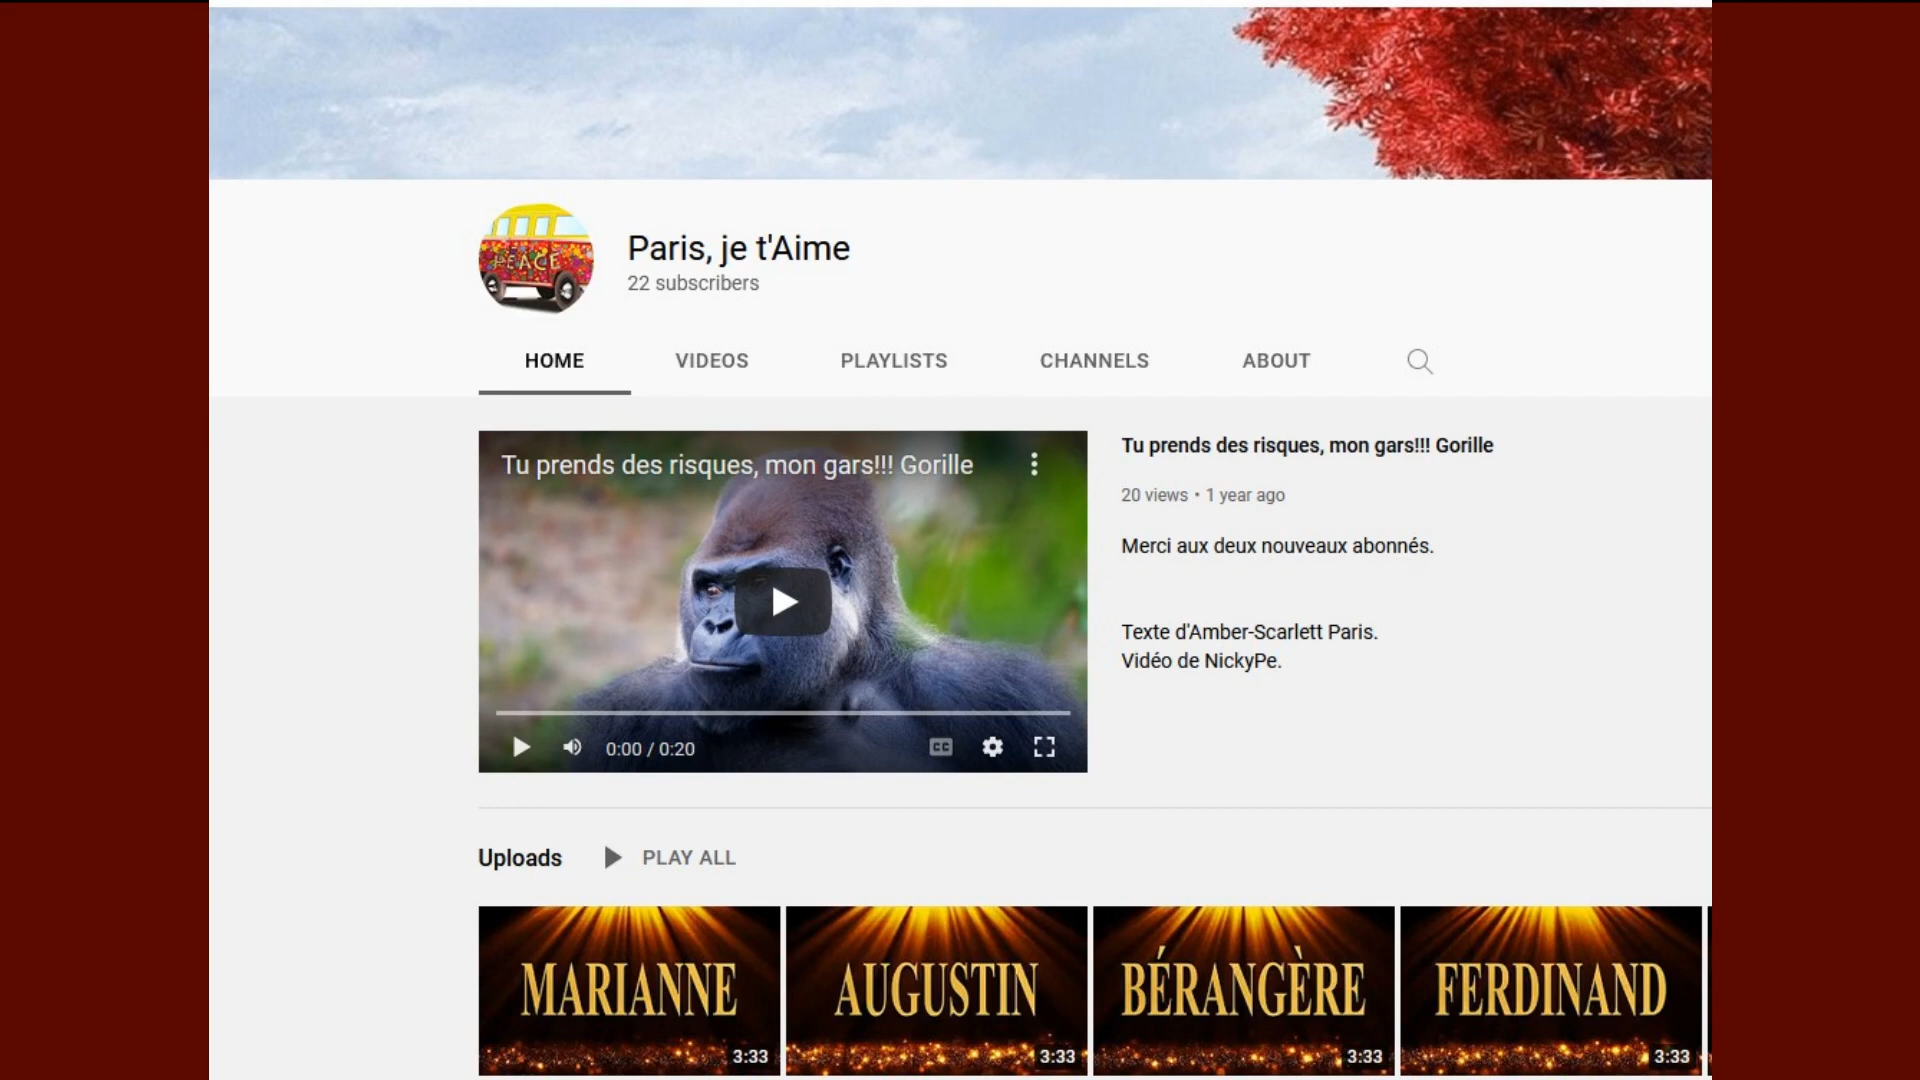 PEACE
Paris, je t'Aime
22 subscribers
HOME VIDEOS PLAYLISTS CHANNELS ABOUT
Tu prends des risques, mon gars!!! Gorille
0:00 / 0:20
CC
Tu prends des risques, mon gars!!! Gorille
20 views • 1 year ago
Merci aux deux nouveaux abonnés.
Texte d'Amber-Scarlett Paris.
Vidéo de NickyPe.
Uploads PLAY ALL
MARIANNE
3:33
AUGUSTIN
3:33
BÉRANGÈRE
3:33
FERDINAND
3:33